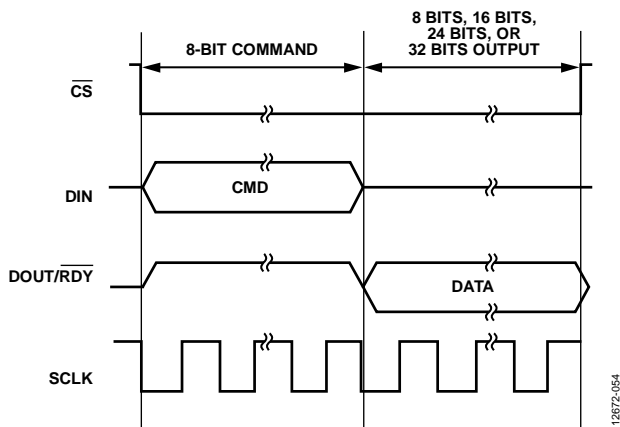 8-BIT COMMAND
8 BITS, 16 BITS,
24 BITS, OR
32 BITS OUTPUT
CS
DIN
CMD
DOUT/RDY
DATA
SCLK
12672-054